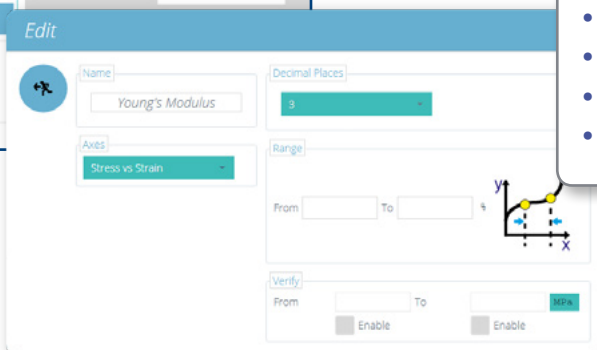 Edit
Name
Young's Modulus
Decimal Places
3
Axes
Stress vs Strain
Range
From
To
%
y
x
Verify
From
To
MPa
Enable
Enable